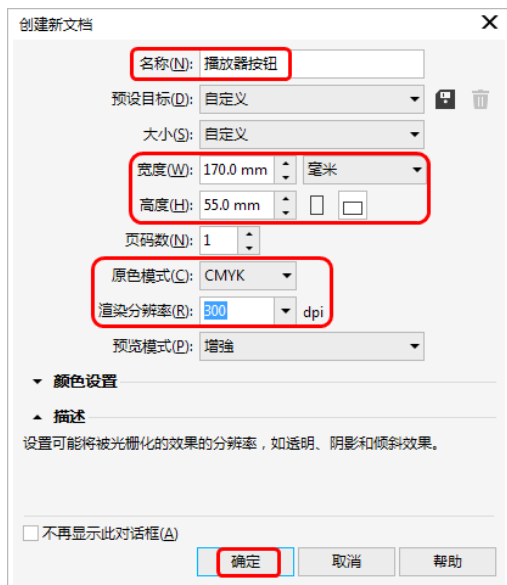 创建新文档
名称(N): 播放器按钮
预设目标(D): 自定义
大小(S): 自定义
宽度(W): 170.0 mm 毫米
高度(H): 55.0 mm
页码数(N): 1
原色模式(C): CMYK
渲染分辨率(R): 300 dpi
预览模式(P): 增强
颜色设置
描述
设置可能将被光栅化的效果的分辨率，如透明、阴影和倾斜效果。
不再显示此对话框(A)
确定 取消 帮助